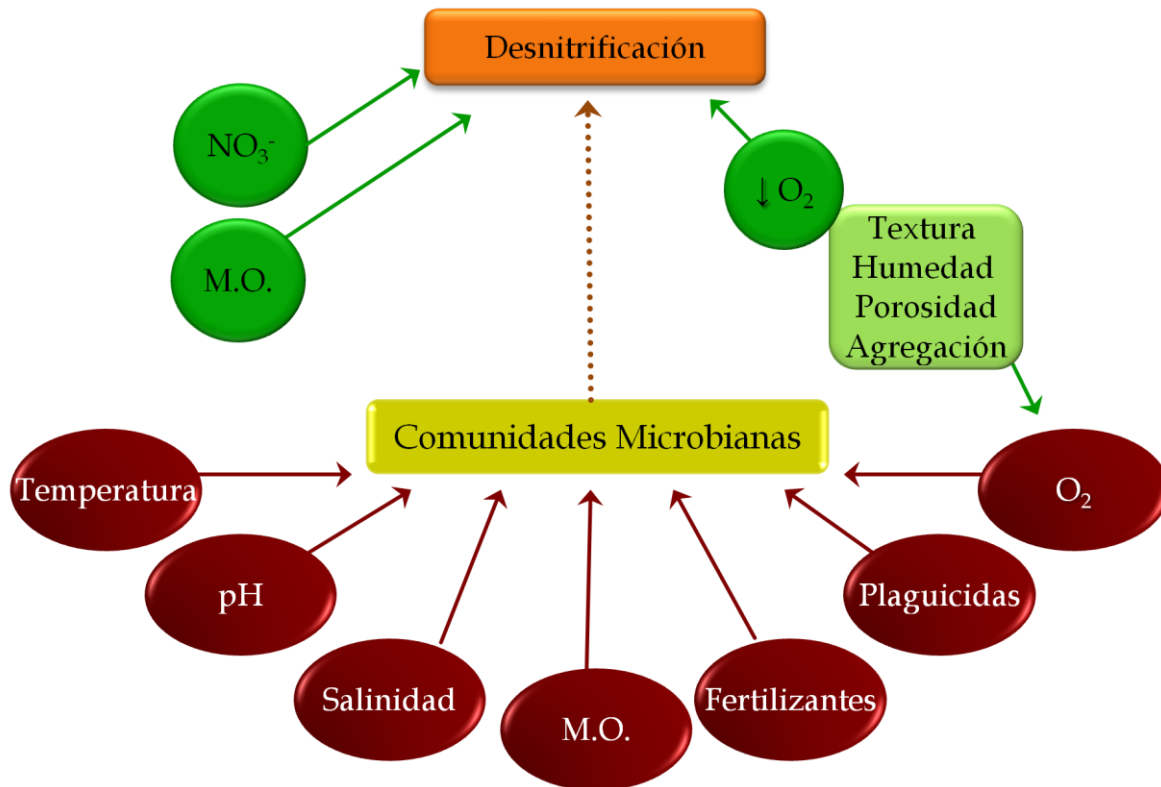 Desnitrificación
NO₃⁻
M.O.
↓ O₂
Textura
Humedad
Porosidad
Agregación
Comunidades Microbianas
Temperatura
pH
Salinidad
M.O.
Fertilizantes
Plaguicidas
O₂